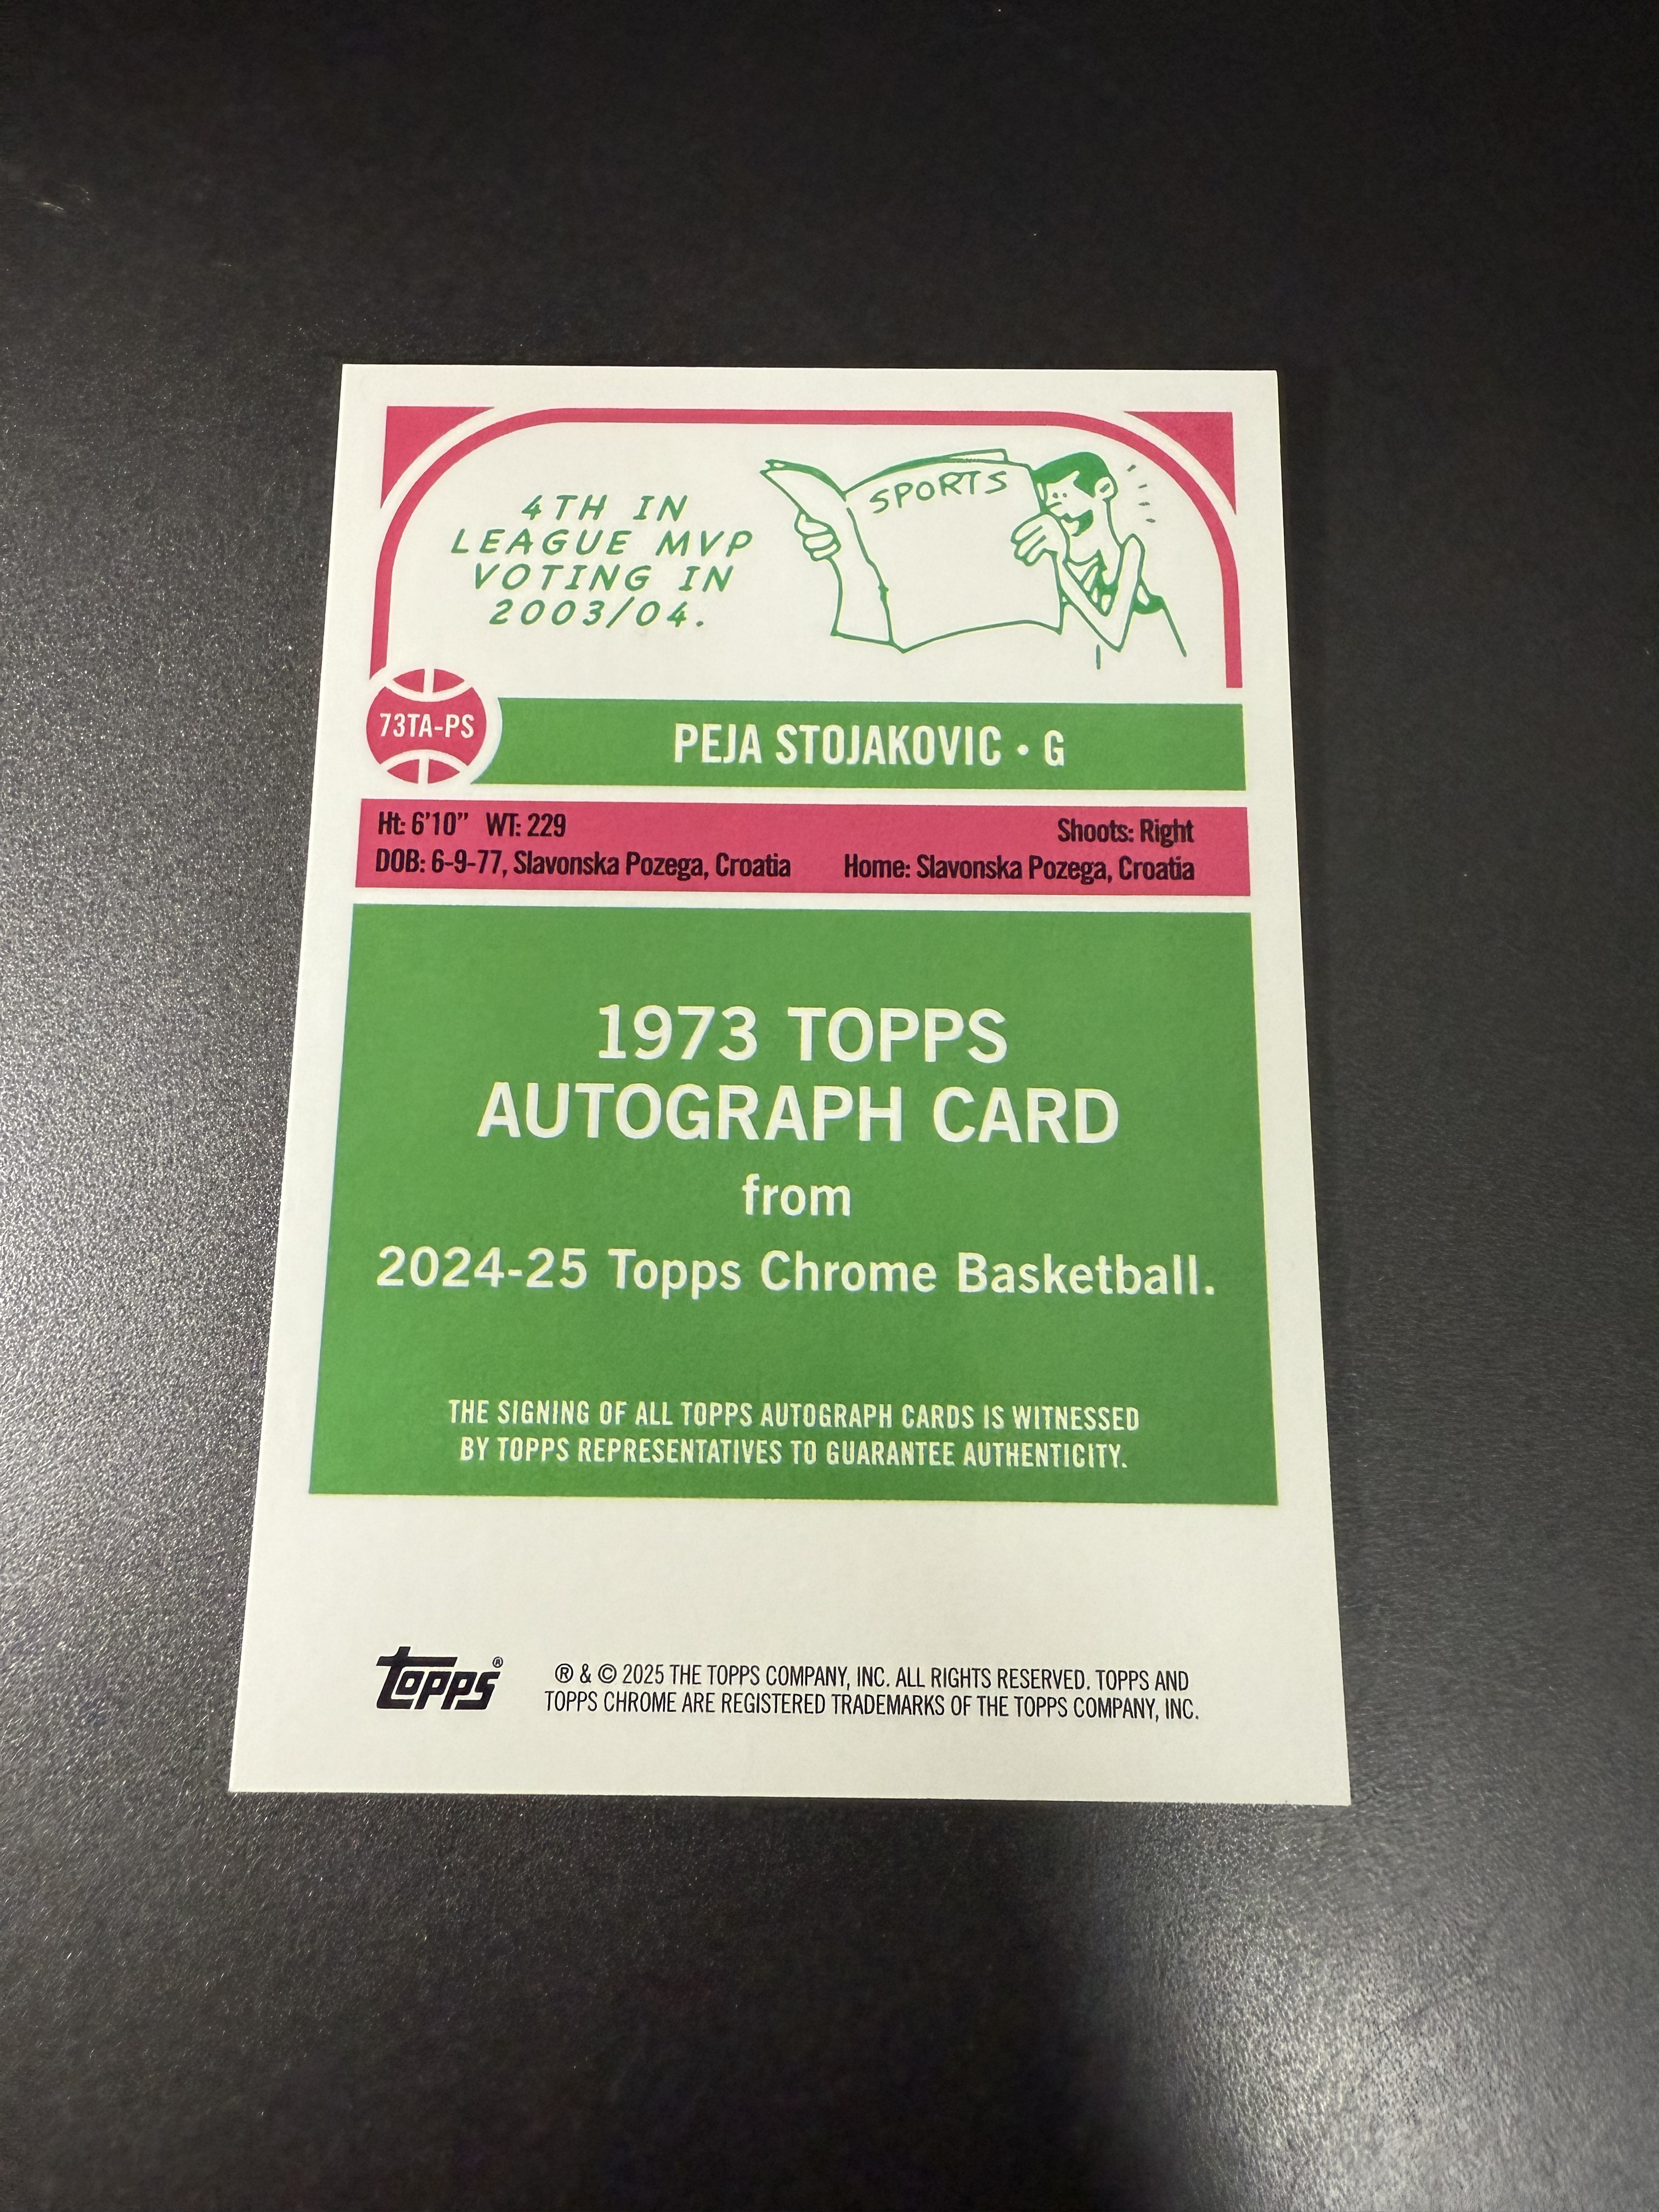 4TH IN
LEAGUE MVP
VOTING IN
2003/04.
SPORTS
73TA-PS
PEJA STOJAKOVIC • G
Ht: 6'10” WT: 229
Shoots: Right
DOB: 6-9-77, Slavonska Pozega, Croatia
Home: Slavonska Pozega, Croatia
1973 TOPPS
AUTOGRAPH CARD
from
2024-25 Topps Chrome Basketball.
THE SIGNING OF ALL TOPPS AUTOGRAPH CARDS IS WITNESSED
BY TOPPS REPRESENTATIVES TO GUARANTEE AUTHENTICITY.
topps®
® & © 2025 THE TOPPS COMPANY, INC. ALL RIGHTS RESERVED. TOPPS AND
TOPPS CHROME ARE REGISTERED TRADEMARKS OF THE TOPPS COMPANY, INC.